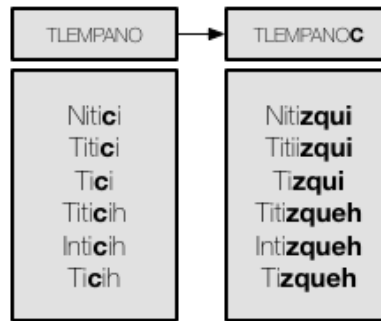 TLEMPANO
TLEMPANOC
Nitici
Titici
Tici
Titicih
Inticih
Ticih
Nitizqui
Titiizqui
Tizqui
Titizqueh
Intizqueh
Tizqueh